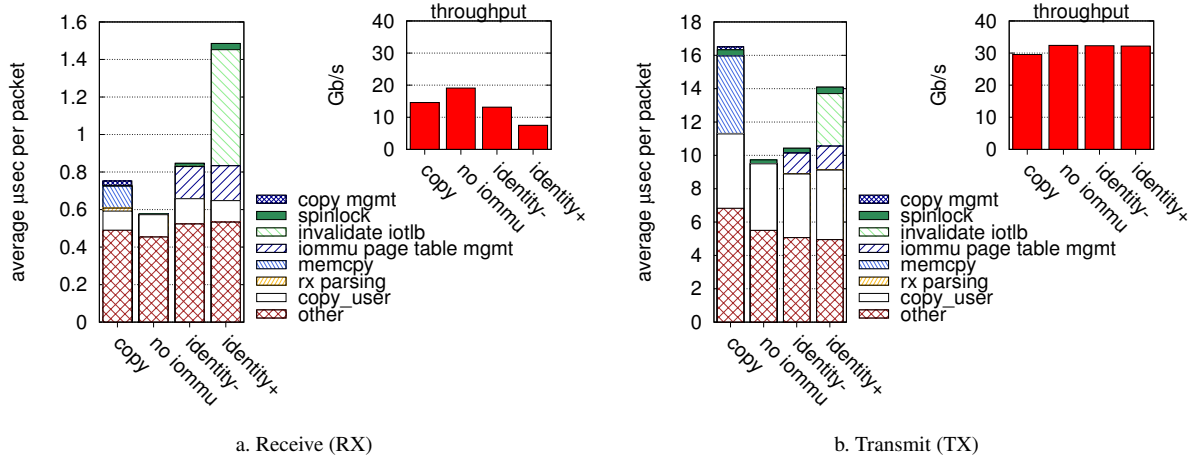 average μsec per packet
1.6
1.4
1.2
1
0.8
0.6
0.4
0.2
0
copy
no iommu
identity-
identity+
throughput
Gb/s
40
30
20
10
0
copy
no iommu
identity-
identity+
copy mgmt
spinlock
invalidate iotlb
iommu page table mgmt
memcpy
rx parsing
copy_user
other
a. Receive (RX)
average μsec per packet
18
16
14
12
10
8
6
4
2
0
copy
no iommu
identity-
identity+
throughput
Gb/s
40
30
20
10
0
copy
no iommu
identity-
identity+
copy mgmt
spinlock
invalidate iotlb
iommu page table mgmt
memcpy
rx parsing
copy_user
other
b. Transmit (TX)